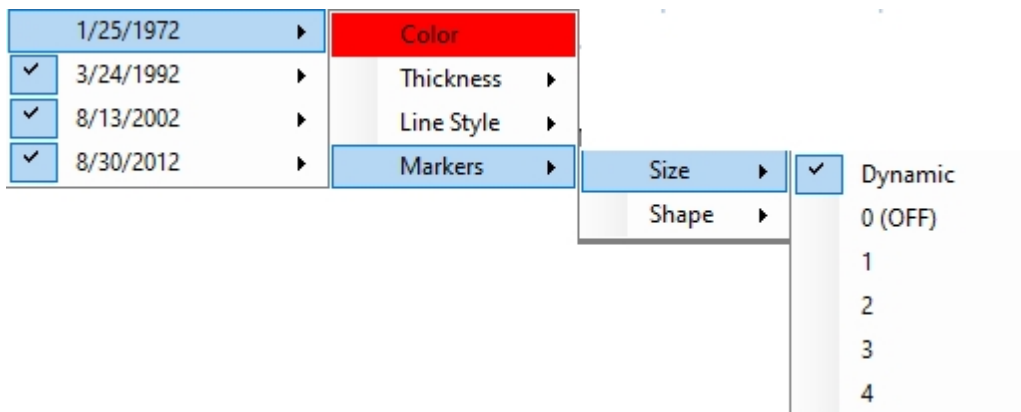 1/25/1972
3/24/1992
8/13/2002
8/30/2012
Color
Thickness
Line Style
Markers
Size
Shape
Dynamic
0 (OFF)
1
2
3
4